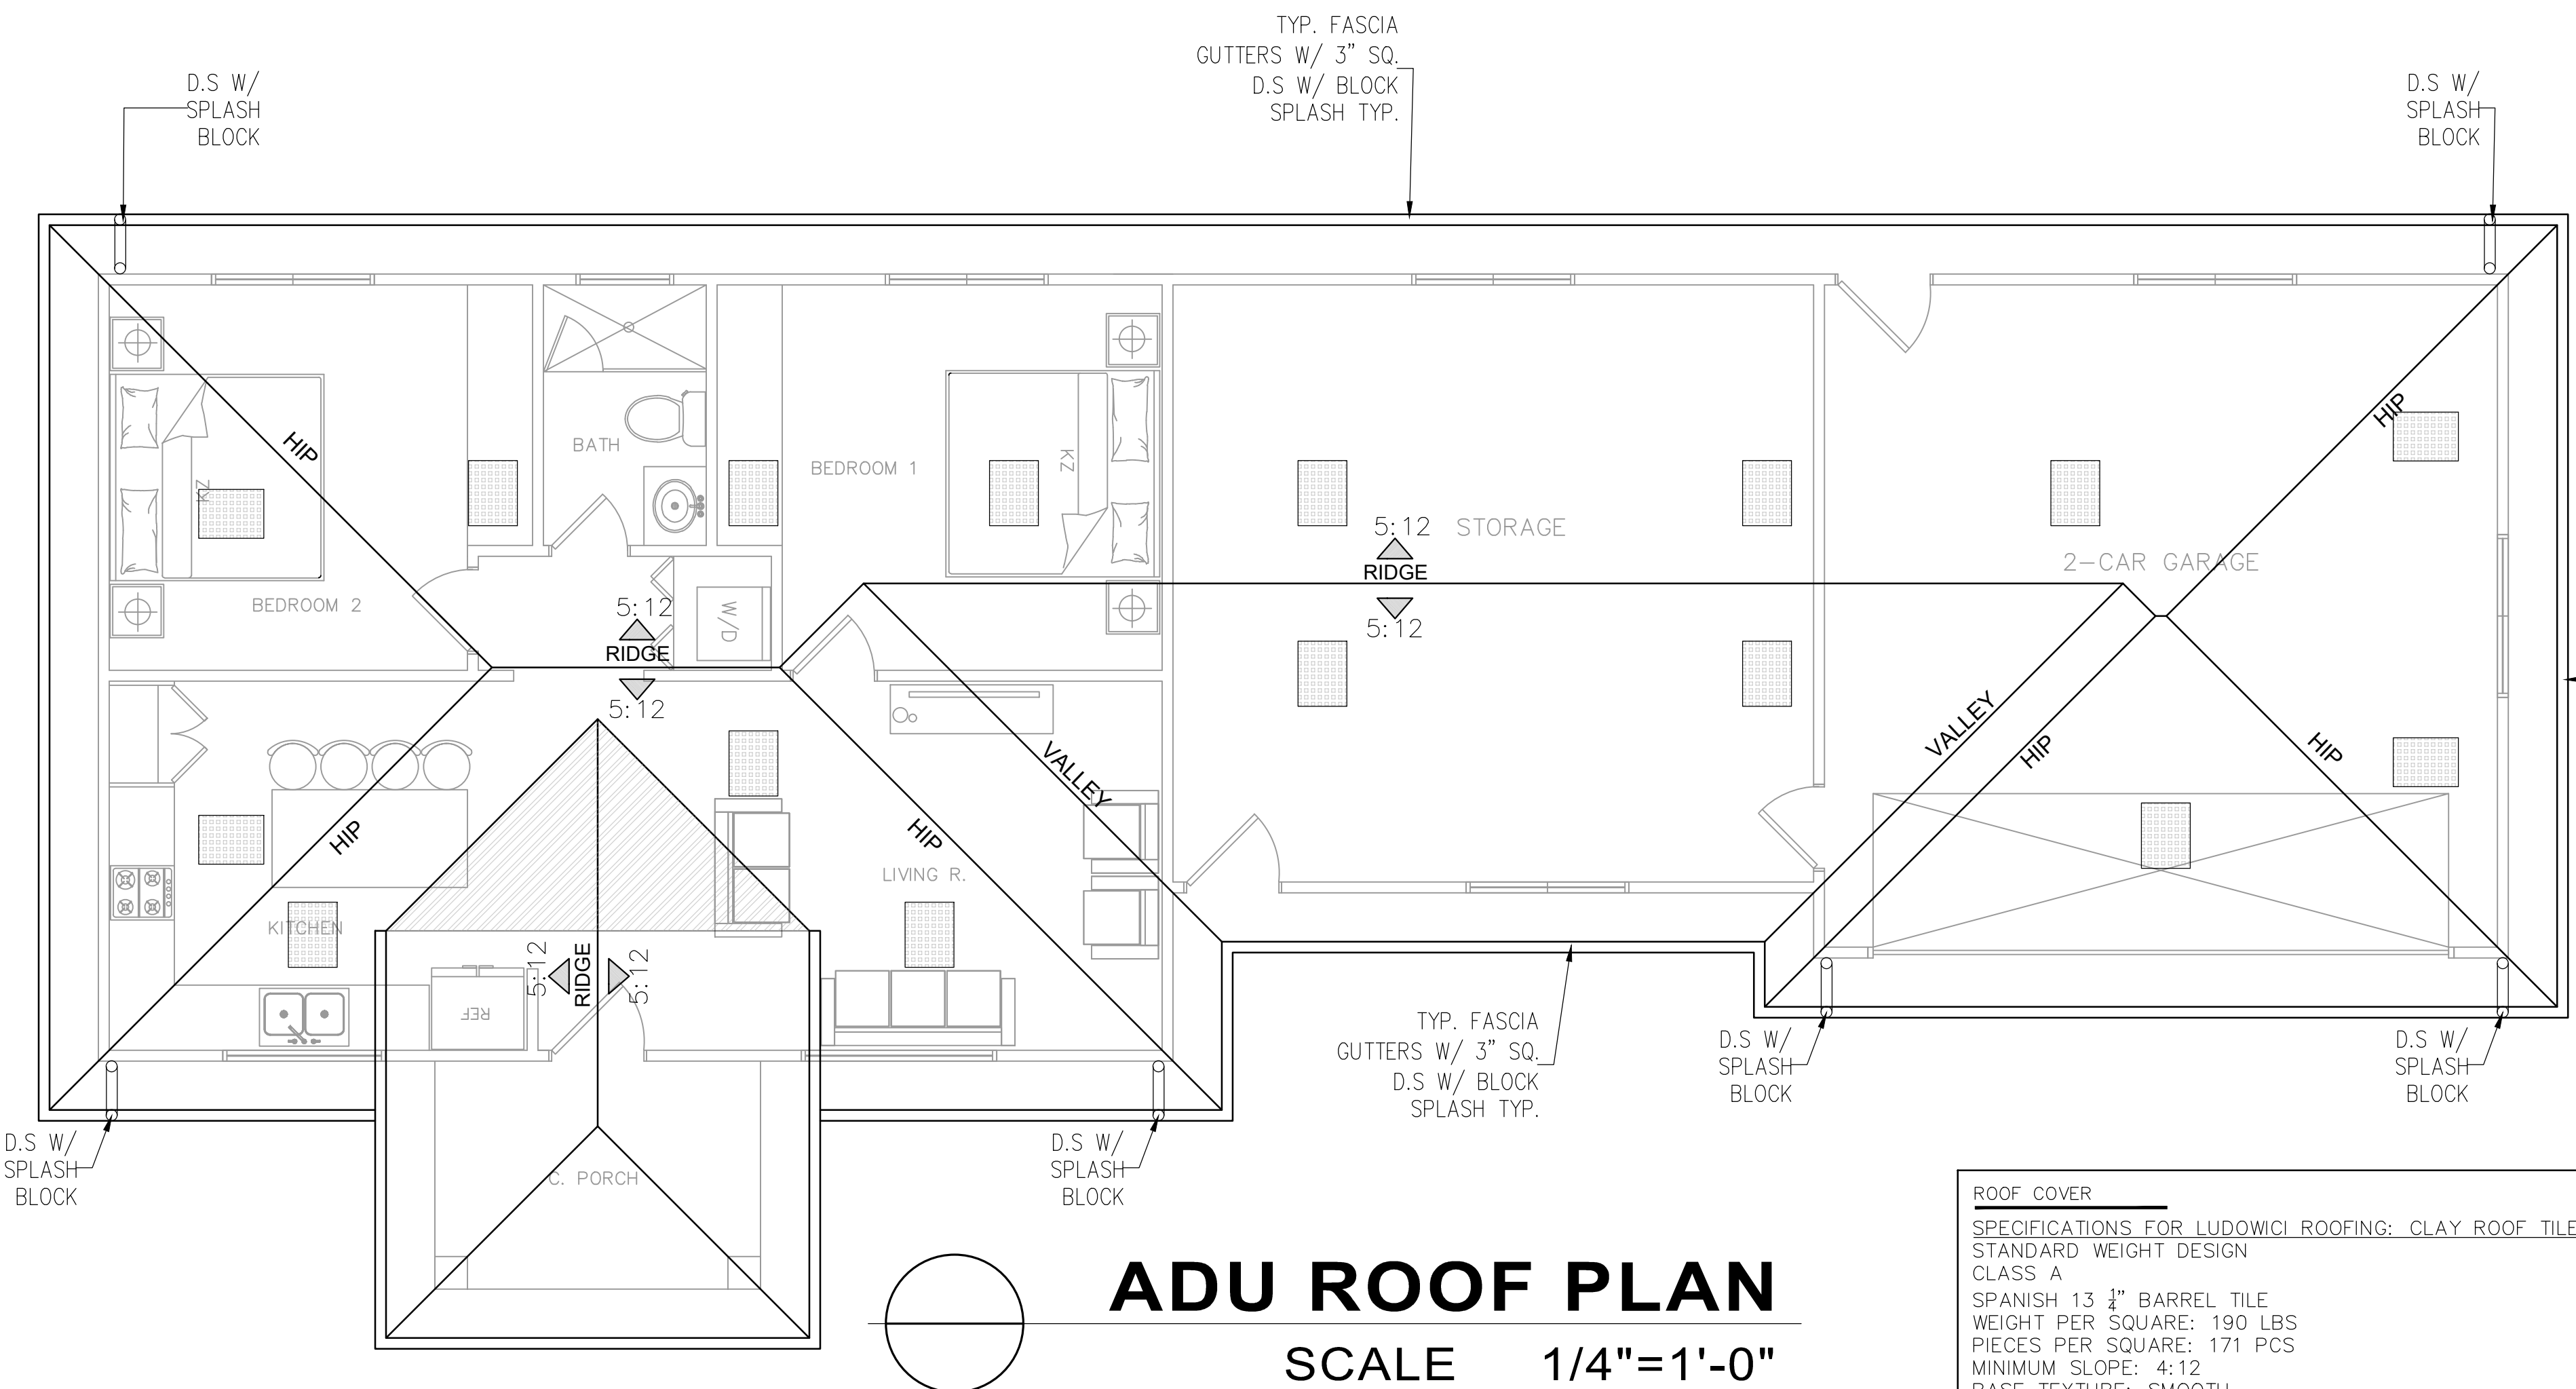 TYP. FASCIA
GUTTERS W/ 3" SQ.
D.S W/ BLOCK
SPLASH TYP.
D.S W/
SPLASH
BLOCK
D.S W/
SPLASH
BLOCK
HIP
HIP
BATH
BEDROOM 1
KZ
KZ
5:12
STORAGE
RIDGE
5:12
2-CAR GARAGE
BEDROOM 2
5:12
W/D
RIDGE
5:12
VALLEY
VALLEY
HIP
HIP
HIP
HIP
LIVING R.
KITCHEN
5:12
RIDGE
5:12
REF
TYP. FASCIA
GUTTERS W/ 3" SQ.
D.S W/ BLOCK
SPLASH TYP.
D.S W/
SPLASH
BLOCK
D.S W/
SPLASH
BLOCK
D.S W/
SPLASH
BLOCK
D.S W/
SPLASH
BLOCK
C. PORCH
ADU ROOF PLAN
SCALE 1/4"=1'-0"
ROOF COVER
SPECIFICATIONS FOR LUDOWICI ROOFING: CLAY ROOF TILE
STANDARD WEIGHT DESIGN
CLASS A
SPANISH 13 1/4" BARREL TILE
WEIGHT PER SQUARE: 190 LBS
PIECES PER SQUARE: 171 PCS
MINIMUM SLOPE: 4:12
BASE TEXTURE: SMOOTH